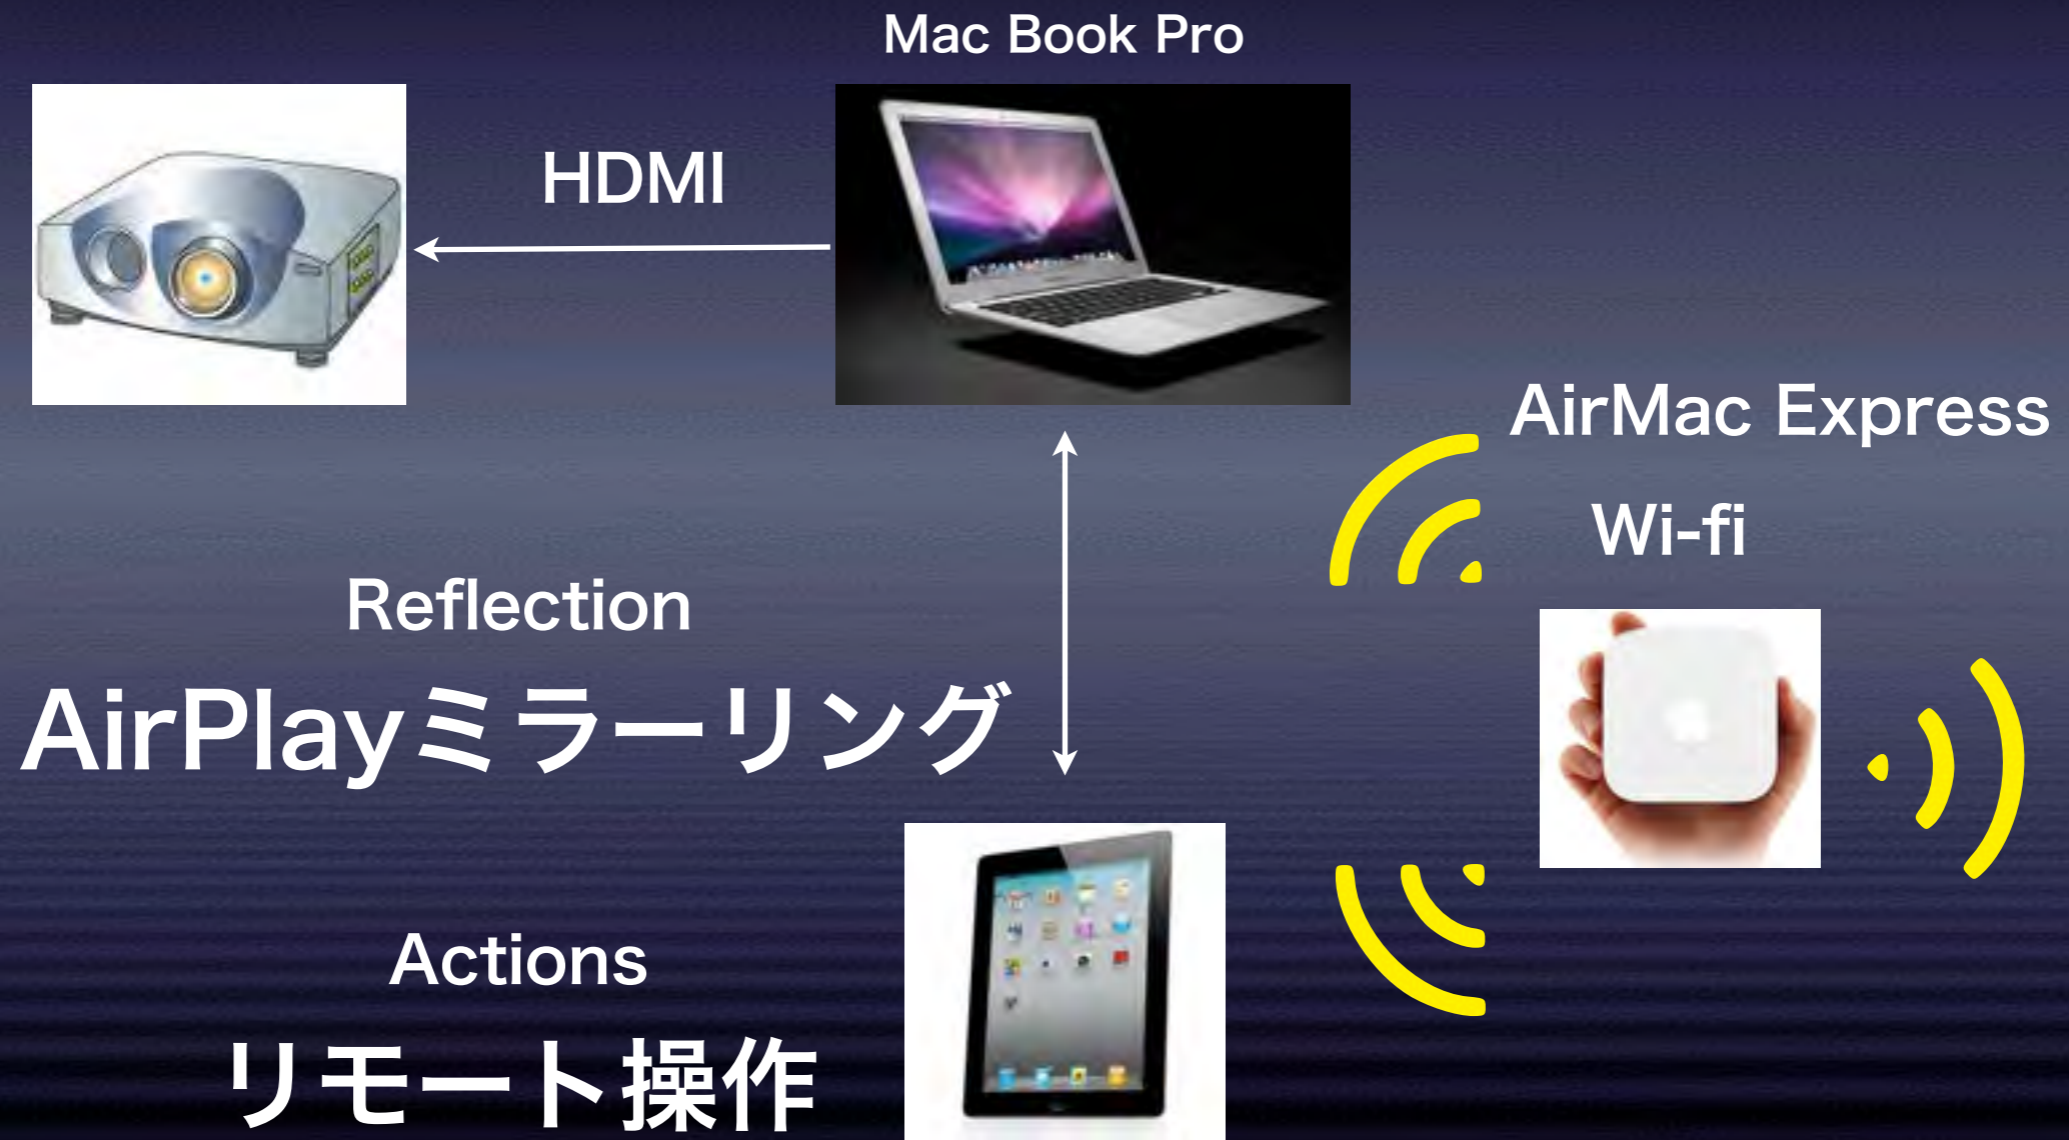 Mac Book Pro
HDMI
AirMac Express
Wi-fi
Reflection
AirPlayミラーリング
Actions
リモート操作